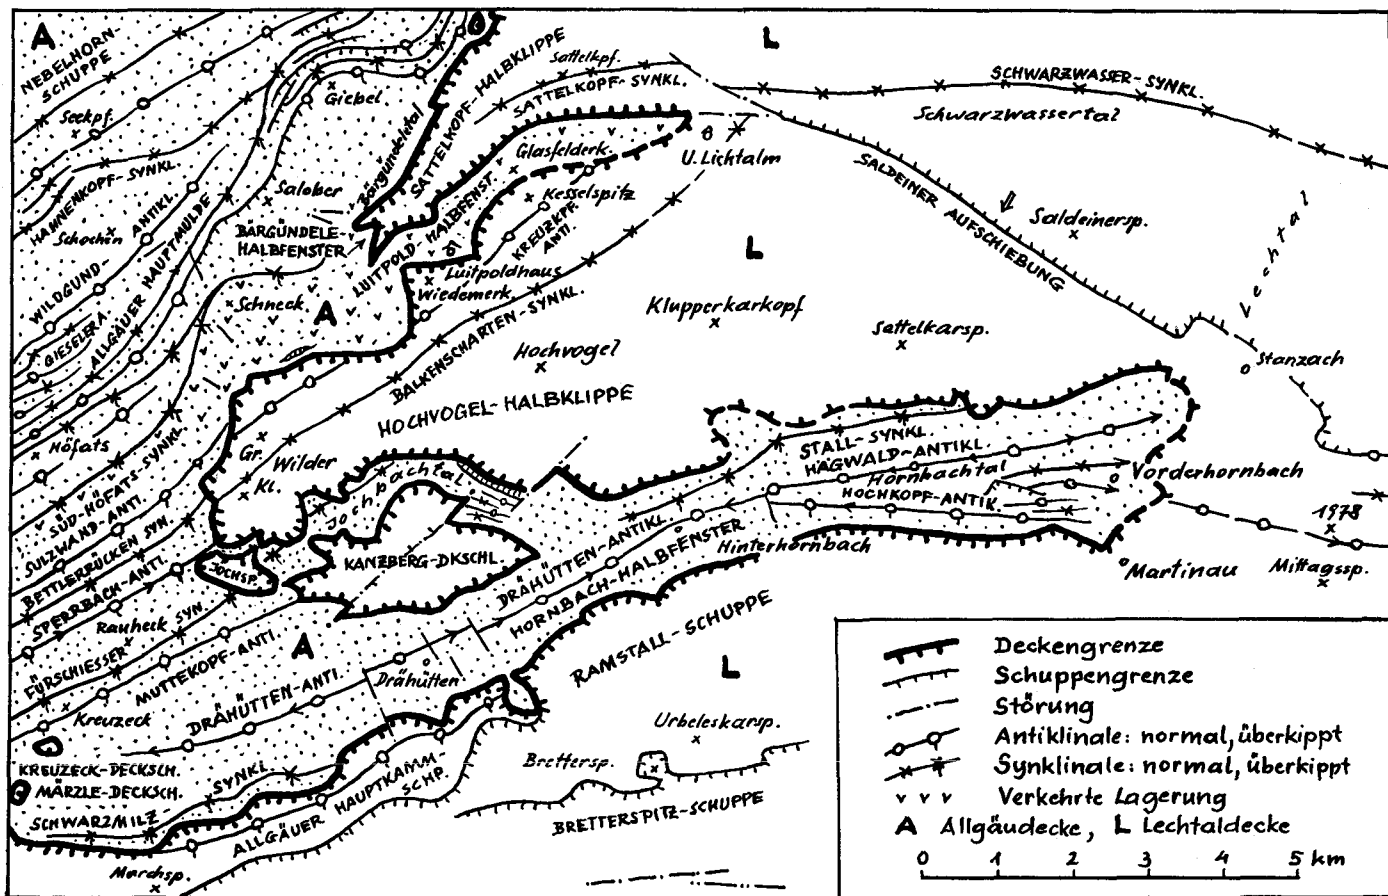 A
NEBELHORN-
SCHUPPE
Seekpf.
HANNENKOPF-SYNKL.
Schochen
WILDGUND-
ANTIKL.
GIESELERA.
ALLGÄUER HAUPTMULDE
Höfats
SÜD-HÖFATS-SYNKL.
SULZWAND-ANTI.
BETTLERRÜCKEN SYN.
SPERRBACH-ANTI.
Rauheck
FÜRSCHIESSER SYN.
MUTTEKOPF-ANTI.
Kreuzeck
KREUZECK-DECKSCH.
MÄRZLE-DECKSCH.
SCHWARZMILZ
SYNKL.
Marchsp.
Giebel
Salober
Bärgündeletal
SATTELKOPF-HALBKLIPPE
Sattelkpf.
SATTELKOPF-SYNKL.
BÄRGÜNDELE-
HALBFENSTER
LUITPOLD-HALBFENST.
Glasfelderk.
Kesselspitz
KREUZKPF.
ANTI.
Luitpoldhaus
Wiedemerk.
Schneck
A
BALKENSCHARTEN-SYNKL.
U. Lichtalm
L
SCHWARZWASSER-SYNKL.
Schwarzwassertal
SALDEINER AUFSCHIEBUNG
Saldeinersp.
Lechtal
L
Klupperkarkopf
Sattelkarsp.
Hochvogel
HOCHVOGEL-HALBKLIPPE
Stanzach
Gr.
Wilder
Kl.
Jochbachtal
JOCHSP.
KANZBERG-DKSCHL.
STALL-SYNKL
HAGWALD-ANTIKL.
Hornbachtal
HOCHKOPF-ANTIK.
Vorderhornbach
Hinterhornbach
DRÄHÜTTEN-ANTIKL.
HORNBACH-HALBFENSTER
1978
Martinau
Mittagssp.
A
DRÄHÜTTEN-ANTI.
Drähütten
RAMSTALL-SCHUPPE
L
Urbeleskarsp.
Brettersp.
BRETTERSPITZ-SCHUPPE
ALLGÄUER HAUPTKAMM-
SCHP.
Deckengrenze
Schuppengrenze
Störung
Antiklinale: normal, überkippt
Synklinale: normal, überkippt
Verkehrte Lagerung
A Allgäudecke, L Lechtaldecke
0 1 2 3 4 5 km